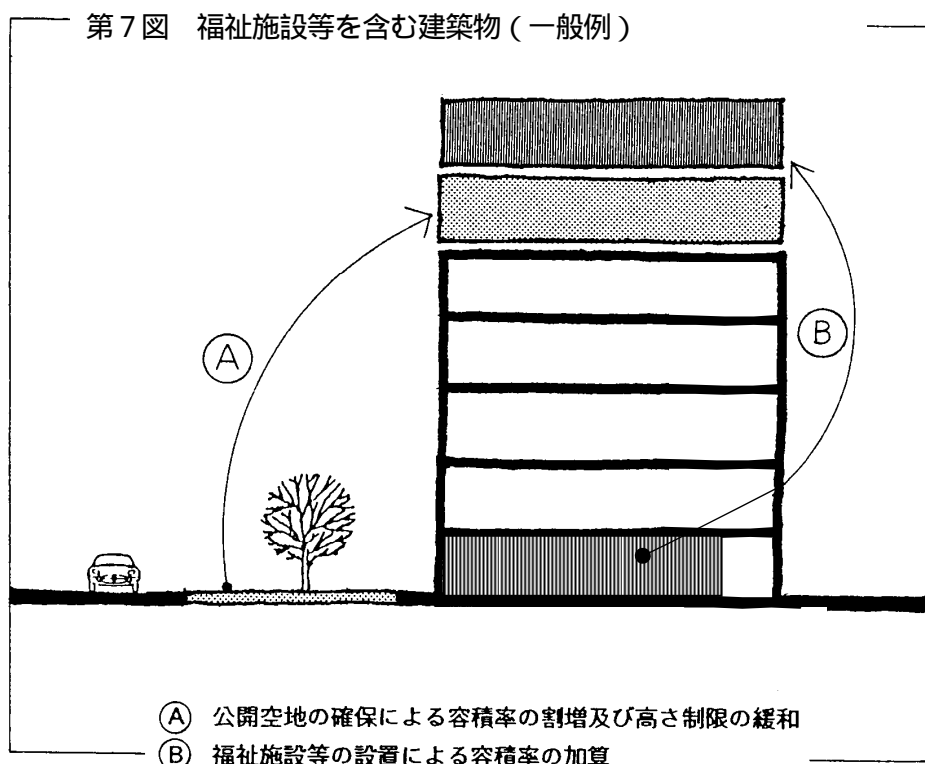 第7図 福祉施設等を含む建築物（一般例）
A
B
A 公開空地の確保による容積率の割増及び高さ制限の緩和
B 福祉施設等の設置による容積率の加算